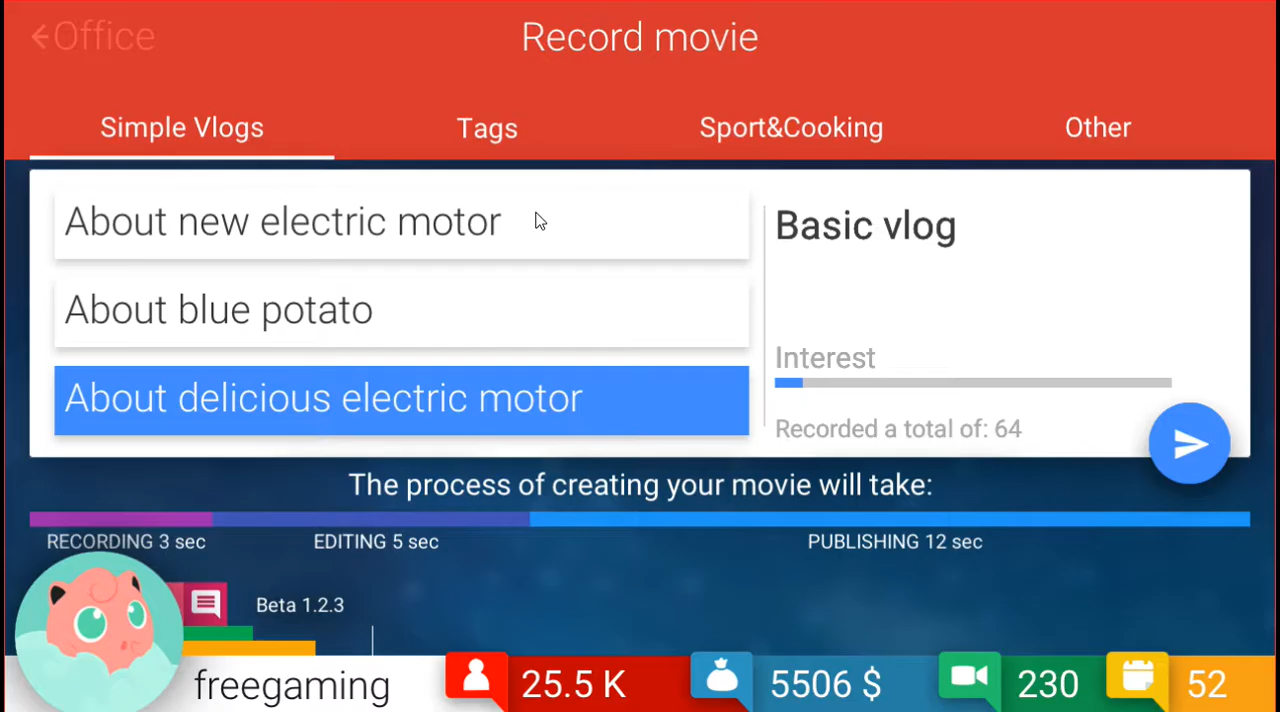 Office
Record movie
Simple Vlogs
Tags
Sport&Cooking
Other
About new electric motor
About blue potato
About delicious electric motor
Basic vlog
Interest
Recorded a total of: 64
The process of creating your movie will take:
RECORDING 3 sec
EDITING 5 sec
PUBLISHING 12 sec
Beta 1.2.3
freegaming
25.5 K
5506 $
230
52